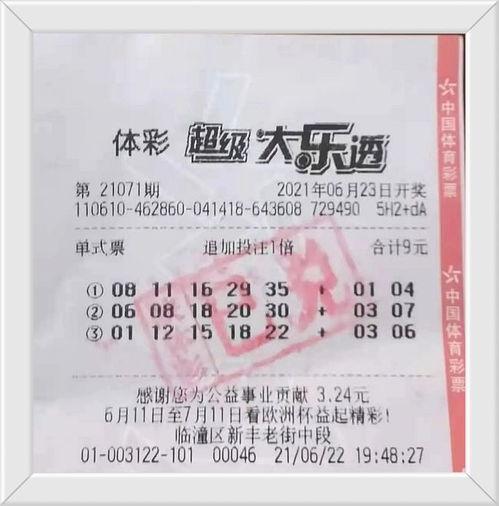 体彩 超级大乐透
第 21071期 2021年06月23日开奖
110610-462860-041418-643608 729490 5H2+dA
单式票 追加投注1倍 合计9元
① 08 11 16 29 35 + 01 04
② 06 08 18 20 30 + 03 07
③ 01 12 15 18 22 + 03 06
已兑
感谢您为公益事业贡献 3.24元
6月11日至7月11日看欧洲杯益起精彩!
临潼区新丰老街中段
01-003122-101 00046 21/06/22 19:48:27
中国体育彩票
中国体育彩票